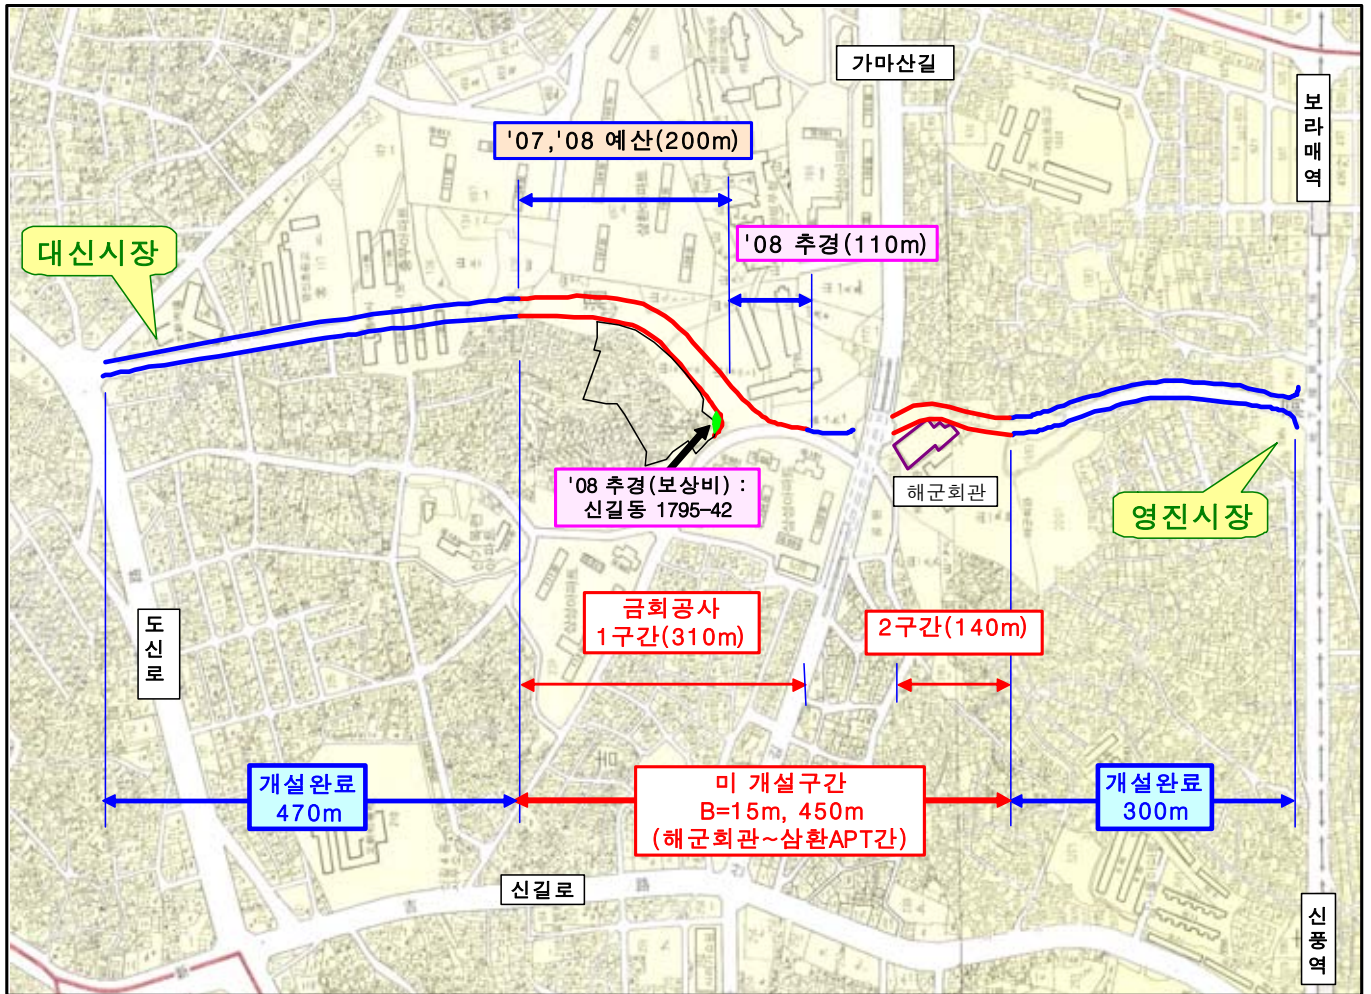 가마산길
보라매역
'07,'08 예산(200m)
'08 추경(110m)
대신시장
'08 추경(보상비) :
신길동 1795-42
해군회관
영진시장
금회공사
1구간(310m)
2구간(140m)
도신로
개설완료
470m
미 개설구간
B=15m, 450m
(해군회관~삼환APT간)
개설완료
300m
신길로
신풍역